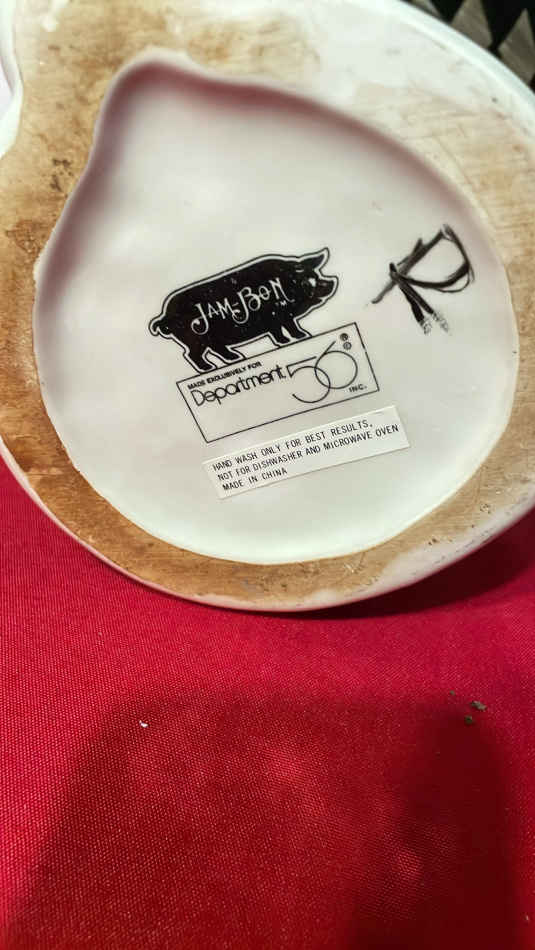 JAM-BON
MADE EXCLUSIVELY FOR
Department 56 ® ©
INC.
HAND WASH ONLY FOR BEST RESULTS,
NOT FOR DISHWASHER AND MICROWAVE OVEN
MADE IN CHINA